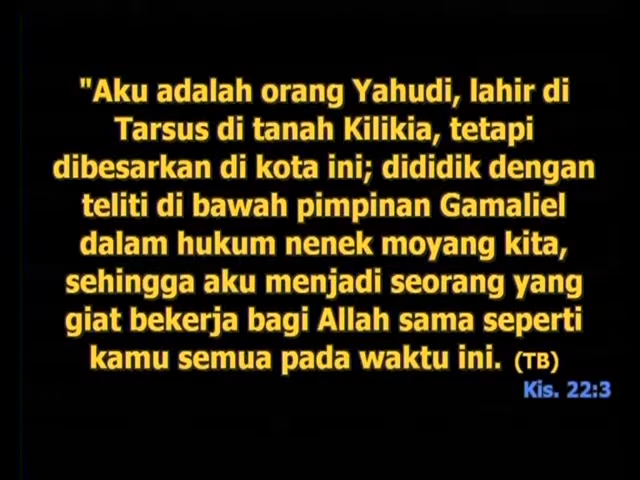 "Aku adalah orang Yahudi, lahir di
Tarsus di tanah Kilikia, tetapi
dibesarkan di kota ini; dididik dengan
teliti di bawah pimpinan Gamaliel
dalam hukum nenek moyang kita,
sehingga aku menjadi seorang yang
giat bekerja bagi Allah sama seperti
kamu semua pada waktu ini. (TB)
Kis. 22:3